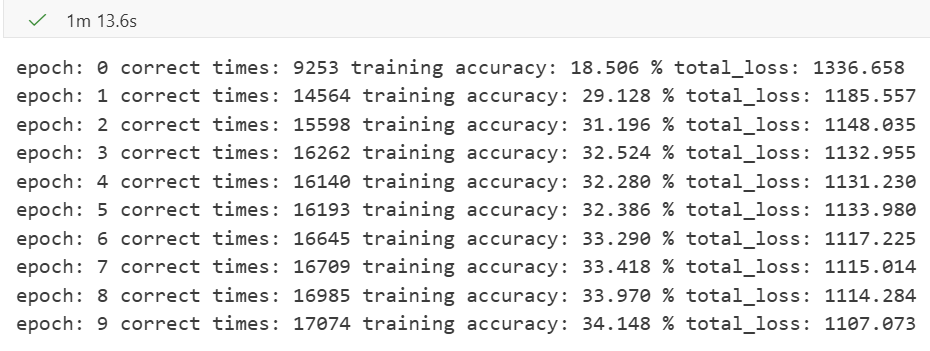 1m 13.6s
epoch: 0 correct times: 9253 training accuracy: 18.506 % total_loss: 1336.658
epoch: 1 correct times: 14564 training accuracy: 29.128 % total_loss: 1185.557
epoch: 2 correct times: 15598 training accuracy: 31.196 % total_loss: 1148.035
epoch: 3 correct times: 16262 training accuracy: 32.524 % total_loss: 1132.955
epoch: 4 correct times: 16140 training accuracy: 32.280 % total_loss: 1131.230
epoch: 5 correct times: 16193 training accuracy: 32.386 % total_loss: 1133.980
epoch: 6 correct times: 16645 training accuracy: 33.290 % total_loss: 1117.225
epoch: 7 correct times: 16709 training accuracy: 33.418 % total_loss: 1115.014
epoch: 8 correct times: 16985 training accuracy: 33.970 % total_loss: 1114.284
epoch: 9 correct times: 17074 training accuracy: 34.148 % total_loss: 1107.073